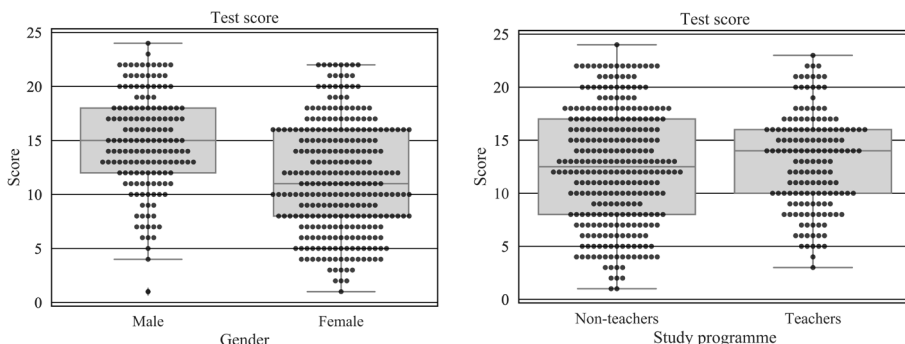 Test score
Score
25
20
15
10
5
0
Male
Female
Gender
Test score
Score
25
20
15
10
5
0
Non-teachers
Teachers
Study programme